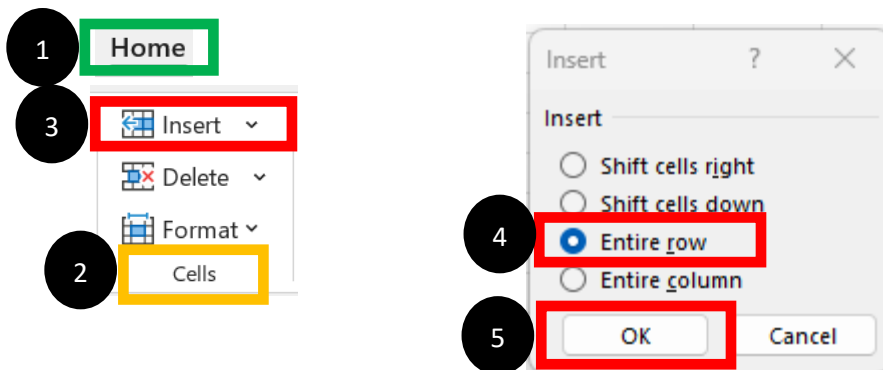 1 Home
3 Insert
Delete
Format
2 Cells
Insert ?
Insert
Shift cells right
Shift cells down
4 Entire row
Entire column
5 OK Cancel